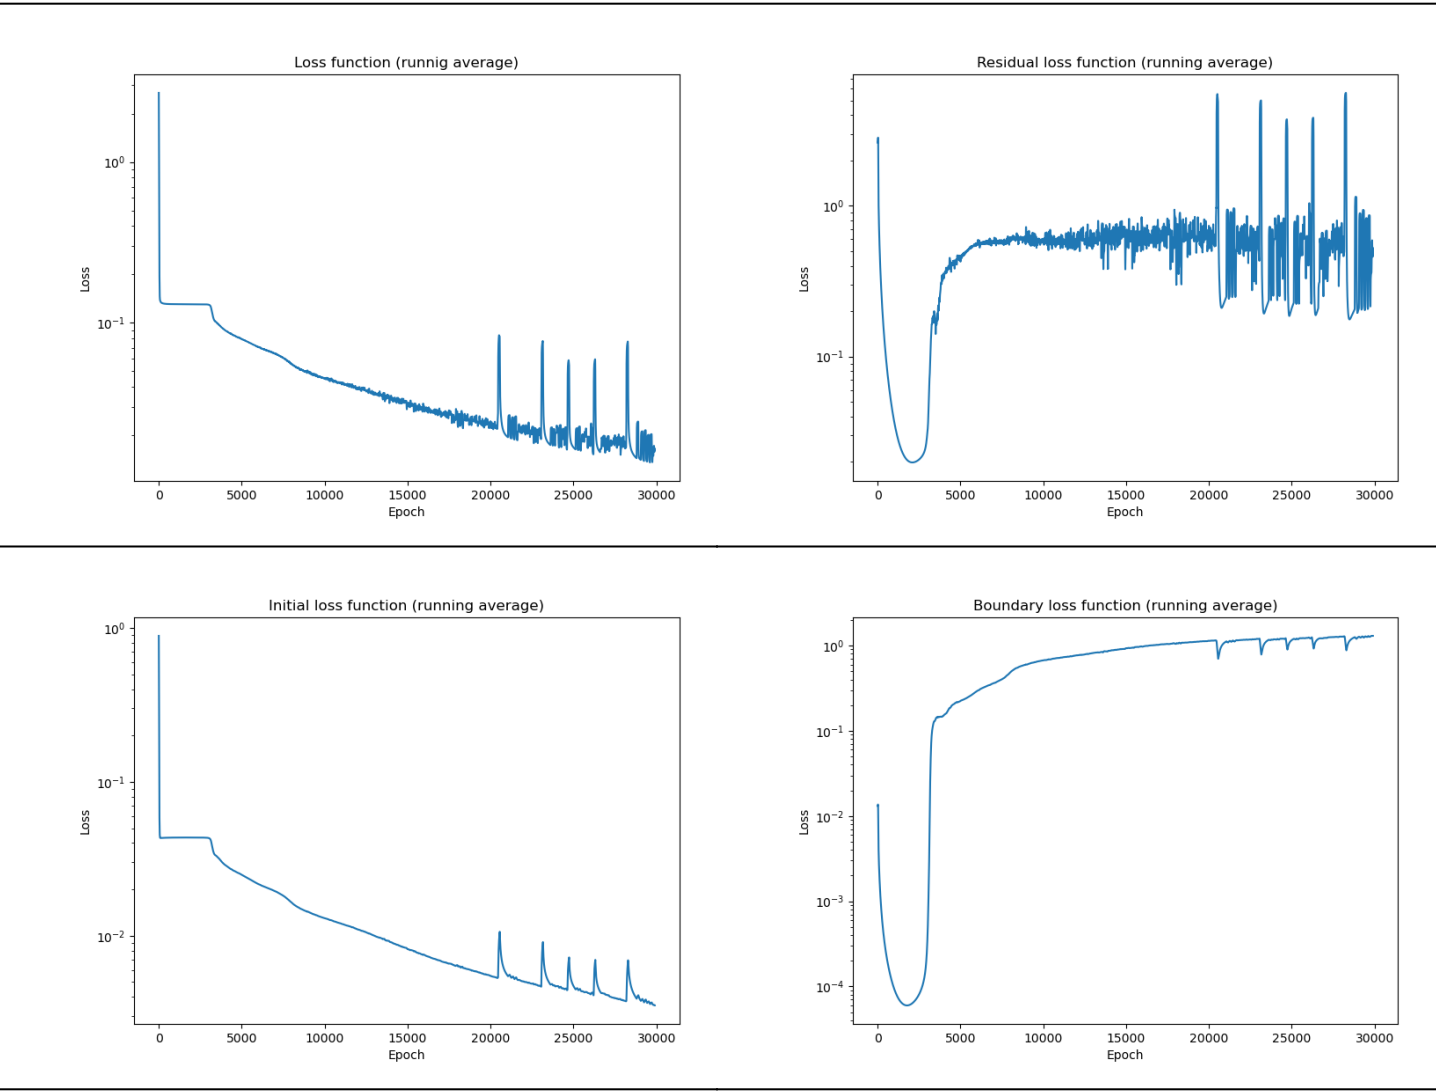 Loss function (runnig average)
Loss
10⁰
10⁻¹
0 5000 10000 15000 20000 25000 30000
Epoch
Residual loss function (running average)
Loss
10⁰
10⁻¹
0 5000 10000 15000 20000 25000 30000
Epoch
Initial loss function (running average)
Loss
10⁰
10⁻¹
10⁻²
0 5000 10000 15000 20000 25000 30000
Epoch
Boundary loss function (running average)
Loss
10⁰
10⁻¹
10⁻²
10⁻³
10⁻⁴
0 5000 10000 15000 20000 25000 30000
Epoch